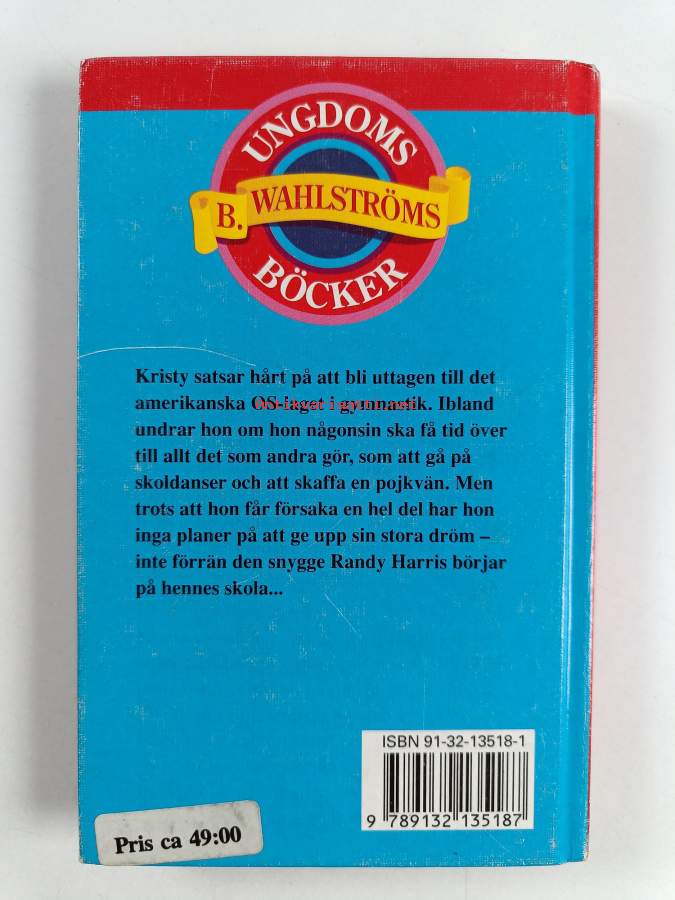 UNGDOMS
B. WAHLSTRÖMS
BÖCKER
Kristy satsar hårt på att bli uttagen till det
amerikanska OS-laget i gymnastik. Ibland
undrar hon om hon någonsin ska få tid över
till allt det som andra gör, som att gå på
skoldanser och att skaffa en pojkvän. Men
trots att hon får försaka en hel del har hon
inga planer på att ge upp sin stora dröm –
inte förrän den snygge Randy Harris börjar
på hennes skola...
ISBN 91-32-13518-1
9 789132 135187
Pris ca 49:00